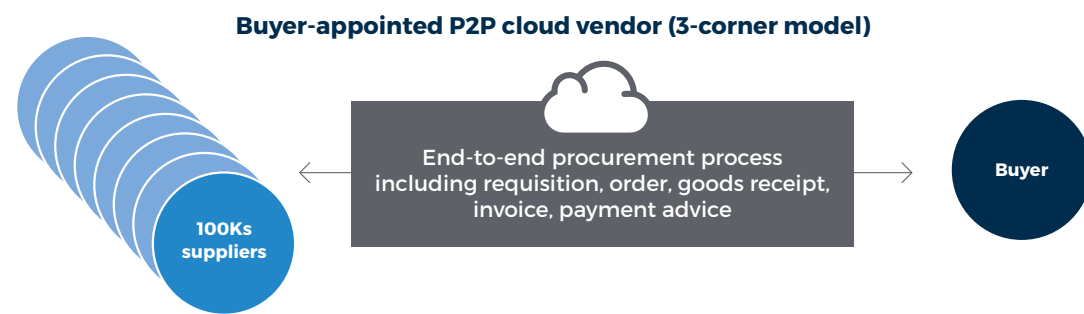 Buyer-appointed P2P cloud vendor (3-corner model)
End-to-end procurement process
including requisition, order, goods receipt,
invoice, payment advice
100Ks
suppliers
Buyer